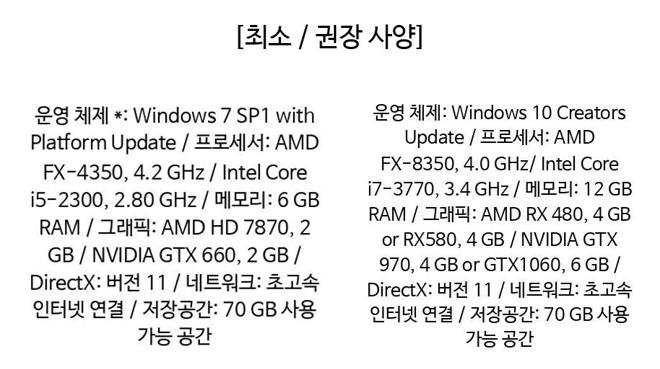 [최소 / 권장 사양]
운영 체제 *: Windows 7 SP1 with
Platform Update / 프로세서: AMD
FX-4350, 4.2 GHz / Intel Core
i5-2300, 2.80 GHz / 메모리: 6 GB
RAM / 그래픽: AMD HD 7870, 2
GB / NVIDIA GTX 660, 2 GB /
DirectX: 버전 11 / 네트워크: 초고속
인터넷 연결 / 저장공간: 70 GB 사용
가능 공간
운영 체제: Windows 10 Creators
Update / 프로세서: AMD
FX-8350, 4.0 GHz/ Intel Core
i7-3770, 3.4 GHz / 메모리: 12 GB
RAM / 그래픽: AMD RX 480, 4 GB
or RX580, 4 GB / NVIDIA GTX
970, 4 GB or GTX1060, 6 GB /
DirectX: 버전 11 / 네트워크: 초고속
인터넷 연결 / 저장공간: 70 GB 사용
가능 공간